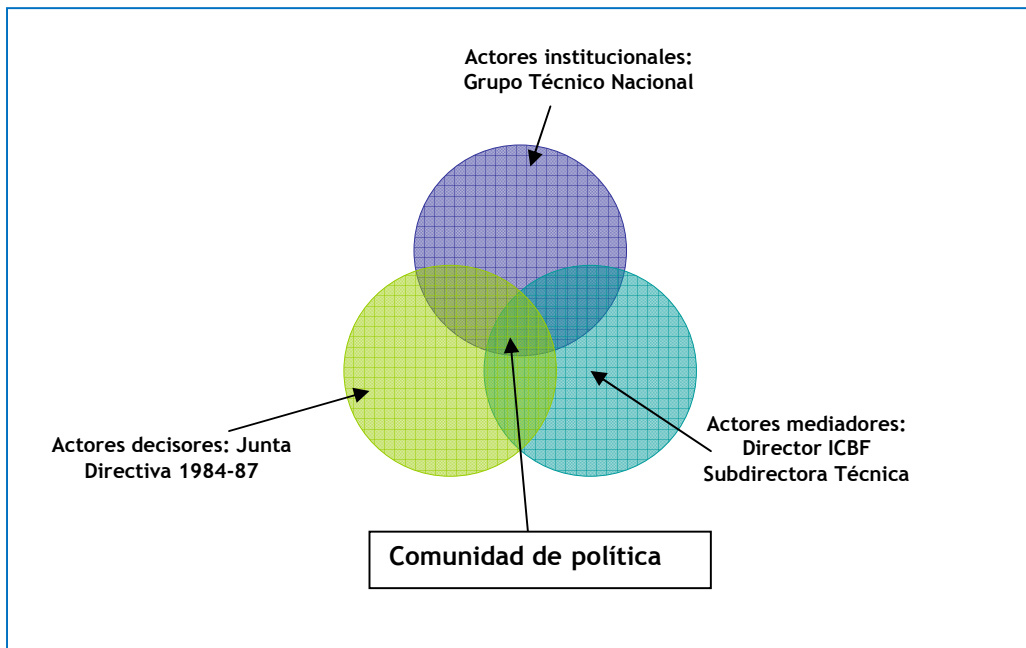 Actores institucionales:
Grupo Técnico Nacional
Actores decisores: Junta
Directiva 1984-87
Actores mediadores:
Director ICBF
Subdirectora Técnica
Comunidad de política